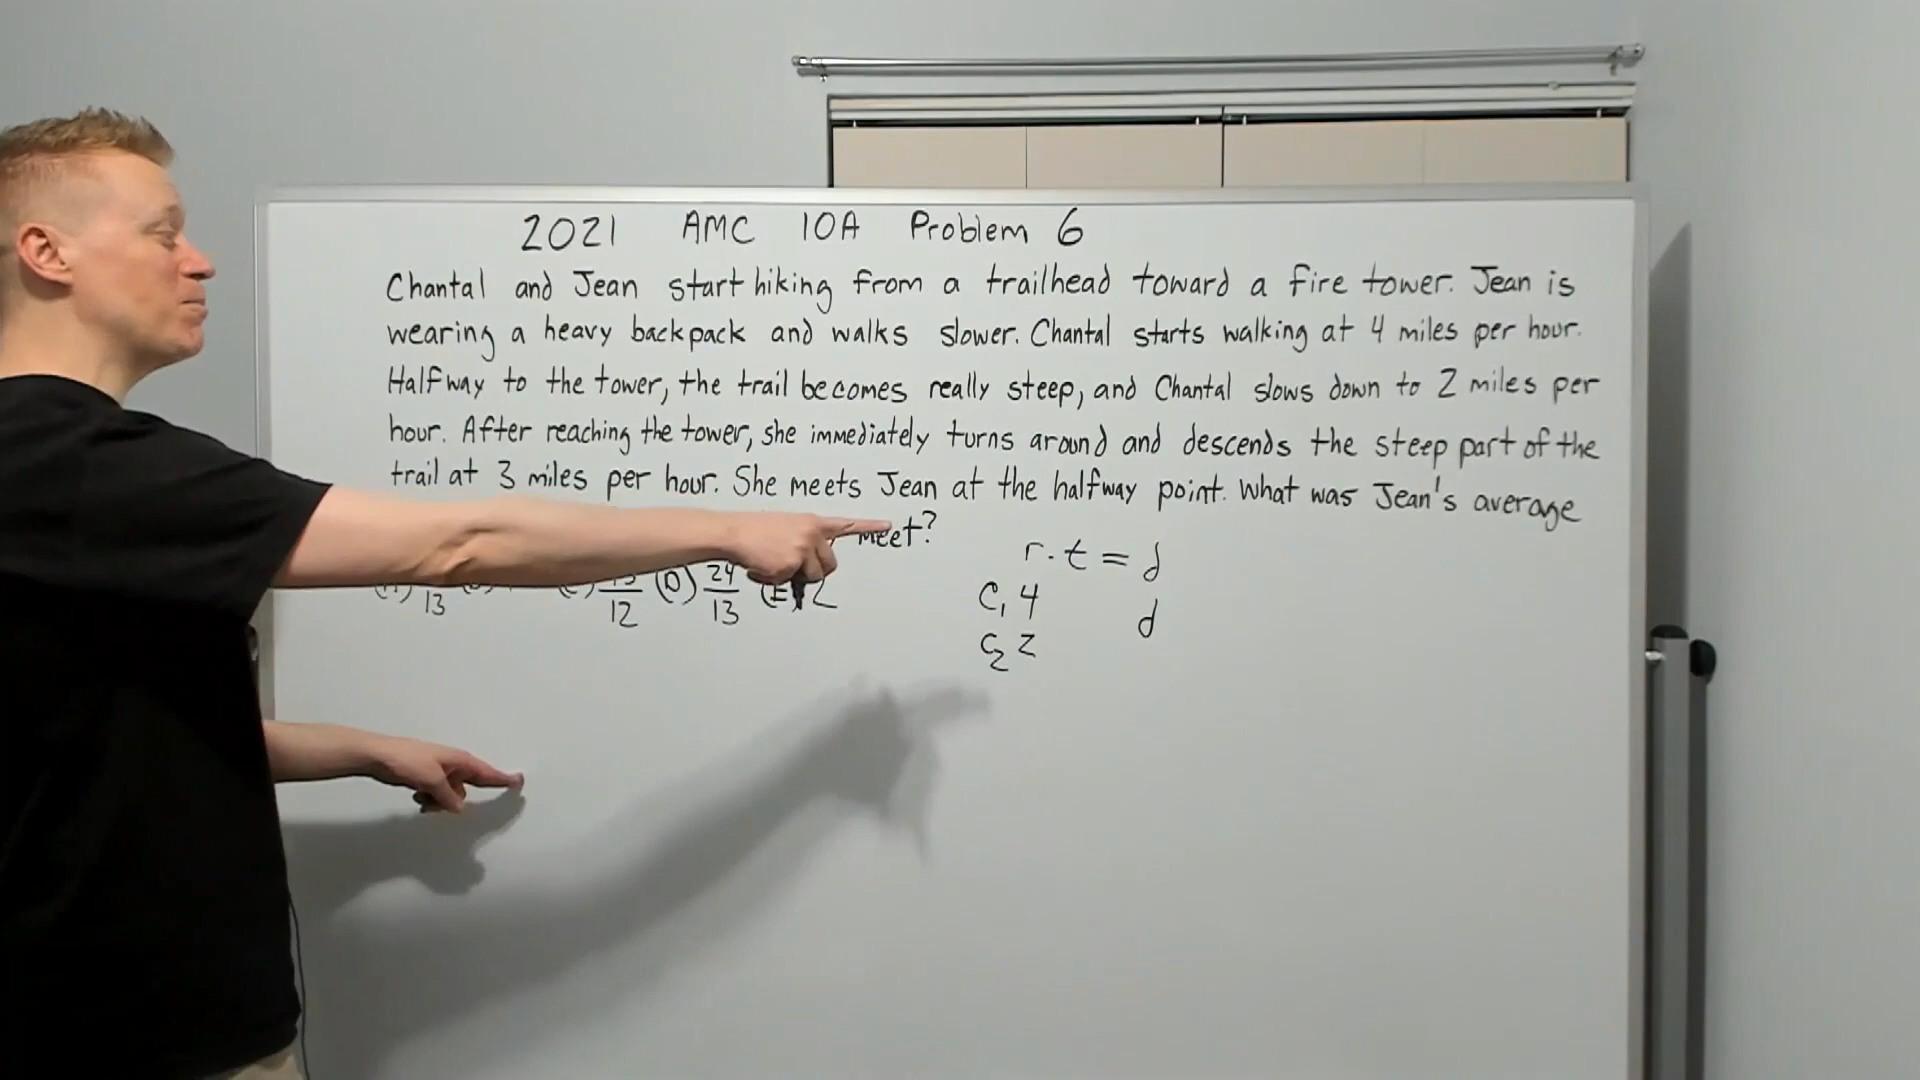 2021 AMC 10A Problem 6
Chantal and Jean start hiking from a trailhead toward a fire tower. Jean is
wearing a heavy backpack and walks slower. Chantal starts walking at 4 miles per hour.
Halfway to the tower, the trail becomes really steep, and Chantal slows down to 2 miles per
hour. After reaching the tower, she immediately turns around and descends the steep part of the
trail at 3 miles per hour. She meets Jean at the halfway point. What was Jean's average
meet?
13 12 (D) 24/13 (E) 2
r · t = d
C₁ 4 d
C₂ 2